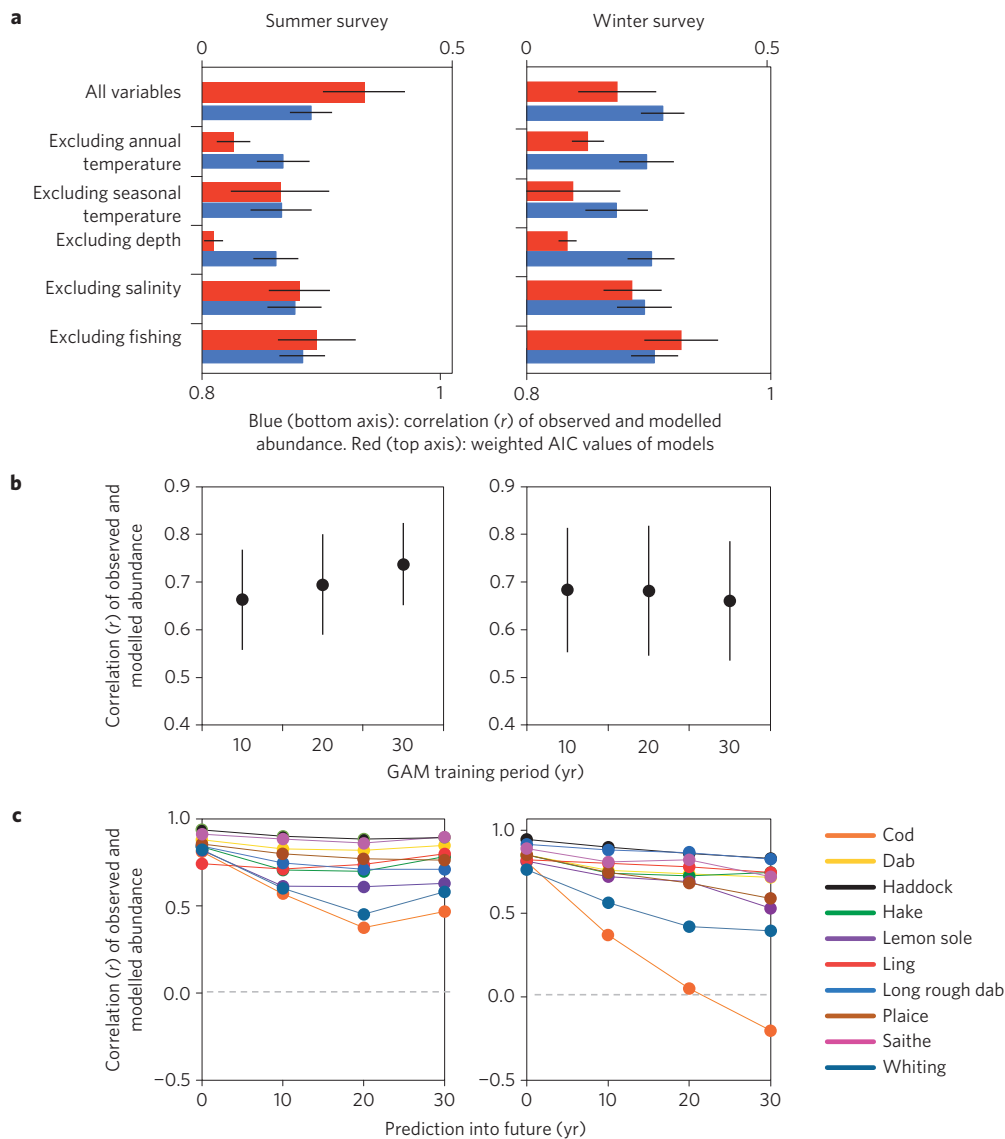 a
Summer survey
Winter survey
0
0.5
0
0.5
All variables
Excluding annual
temperature
Excluding seasonal
temperature
Excluding depth
Excluding salinity
Excluding fishing
0.8
1
0.8
1
Blue (bottom axis): correlation (r) of observed and modelled
abundance. Red (top axis): weighted AIC values of models
b
Correlation (r) of observed and
modelled abundance
0.9
0.8
0.7
0.6
0.5
0.4
10
20
30
0.9
0.8
0.7
0.6
0.5
0.4
10
20
30
GAM training period (yr)
c
Correlation (r) of observed and
modelled abundance
1.0
0.5
0.0
−0.5
0
10
20
30
1.0
0.5
0.0
−0.5
0
10
20
30
Prediction into future (yr)
Cod
Dab
Haddock
Hake
Lemon sole
Ling
Long rough dab
Plaice
Saithe
Whiting